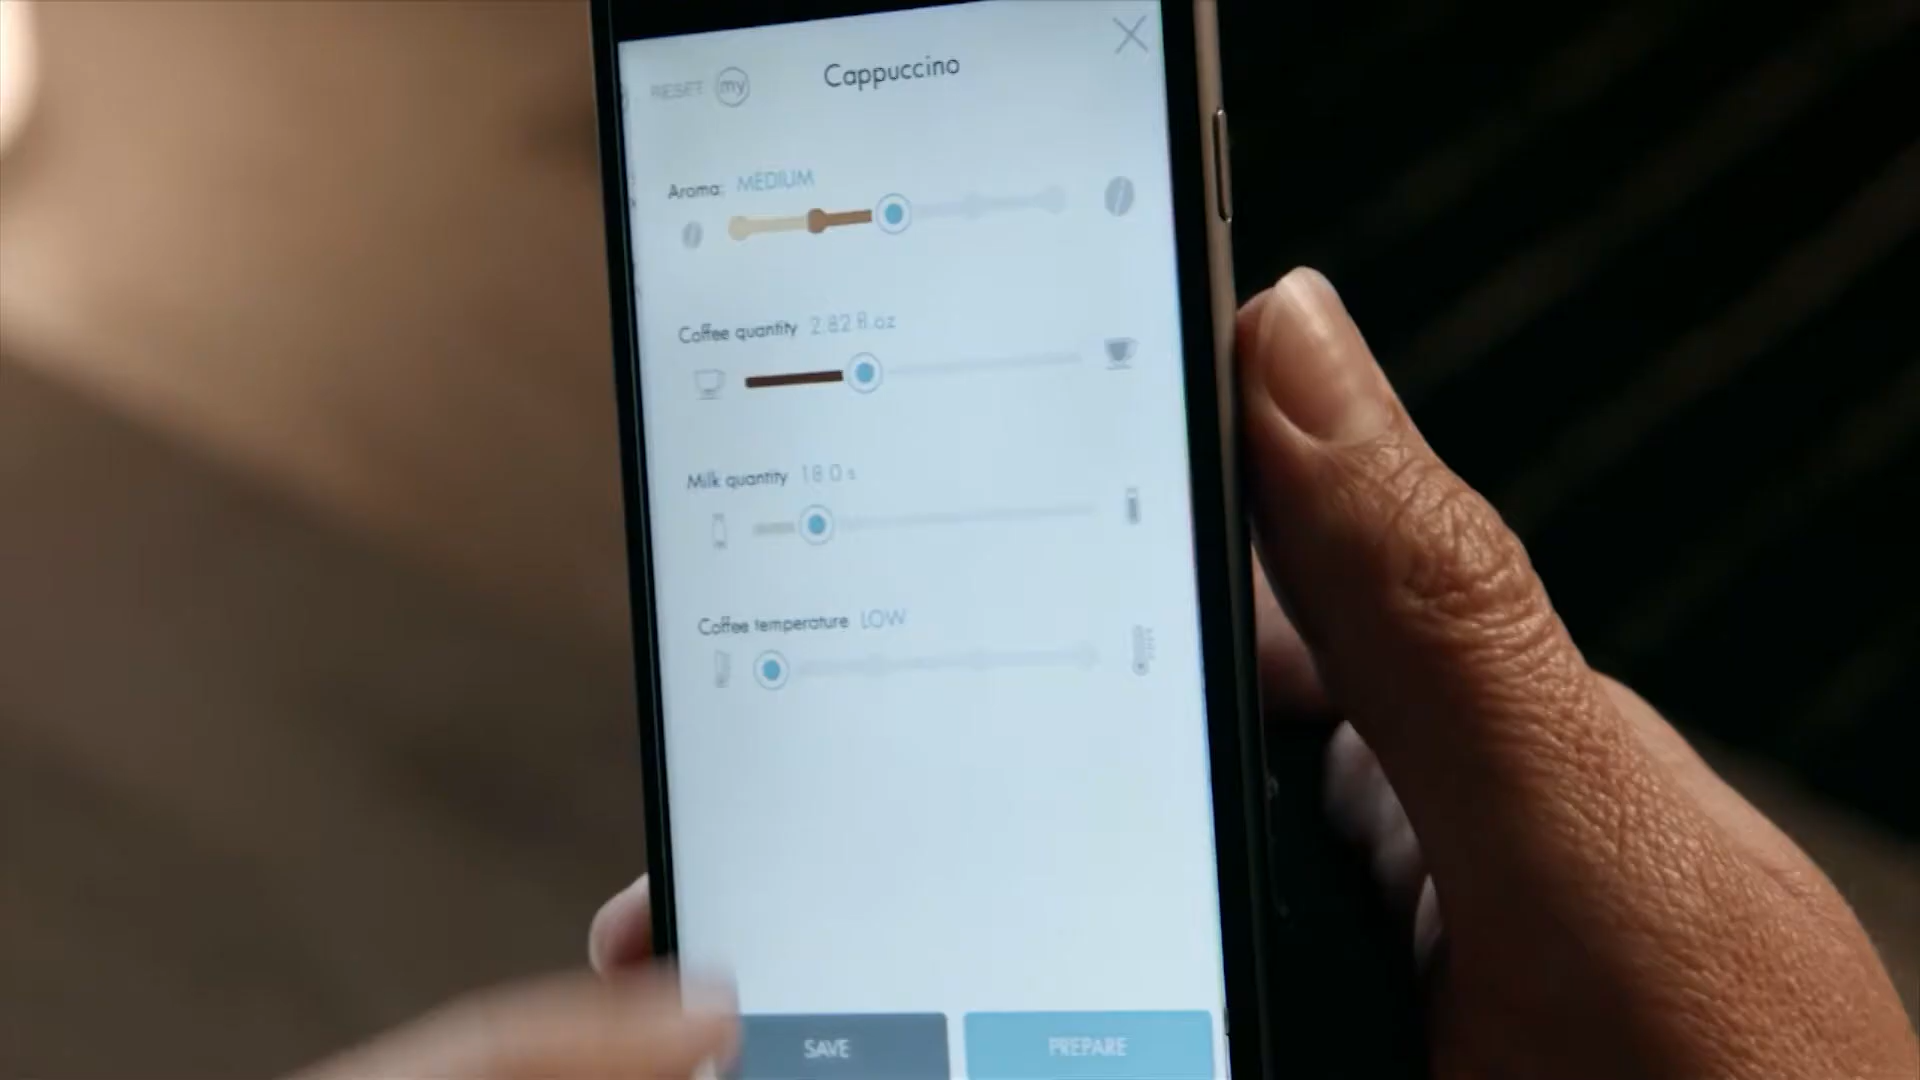 RESET my Cappuccino
Aroma: MEDIUM
Coffee quantity 2.82 fl oz
Milk quantity 18.0 s
Coffee temperature LOW
SAVE PREPARE